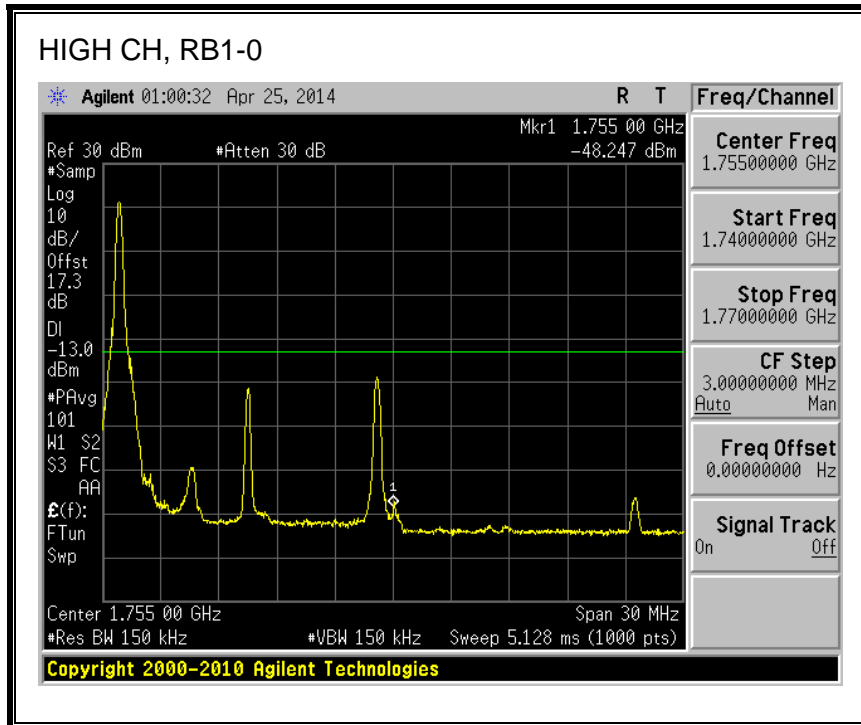 HIGH CH, RB1-0
Agilent 01:00:32 Apr 25, 2014 R T
Mkr1 1.755 00 GHz
Ref 30 dBm #Atten 30 dB -48.247 dBm
#Samp
Log
10
dB/
Offst
17.3
dB
DI
-13.0
dBm
#PAvg
101
W1 S2
S3 FC
AA
£(f):
FTun
Swp
1
Center 1.755 00 GHz Span 30 MHz
#Res BW 150 kHz #VBW 150 kHz Sweep 5.128 ms (1000 pts)
Copyright 2000-2010 Agilent Technologies
Freq/Channel
Center Freq
1.75500000 GHz
Start Freq
1.74000000 GHz
Stop Freq
1.77000000 GHz
CF Step
3.00000000 MHz
Auto Man
Freq Offset
0.00000000 Hz
Signal Track
On Off